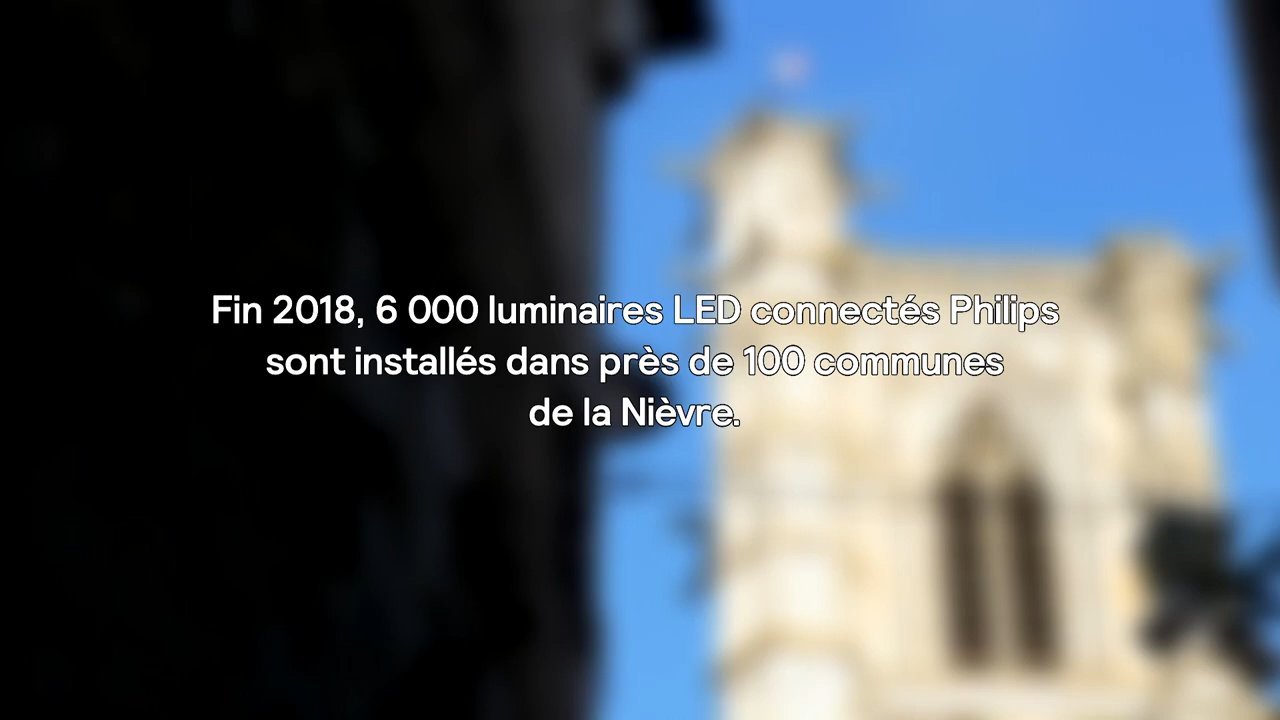 Fin 2018, 6 000 luminaires LED connectés Philips
sont installés dans près de 100 communes
de la Nièvre.